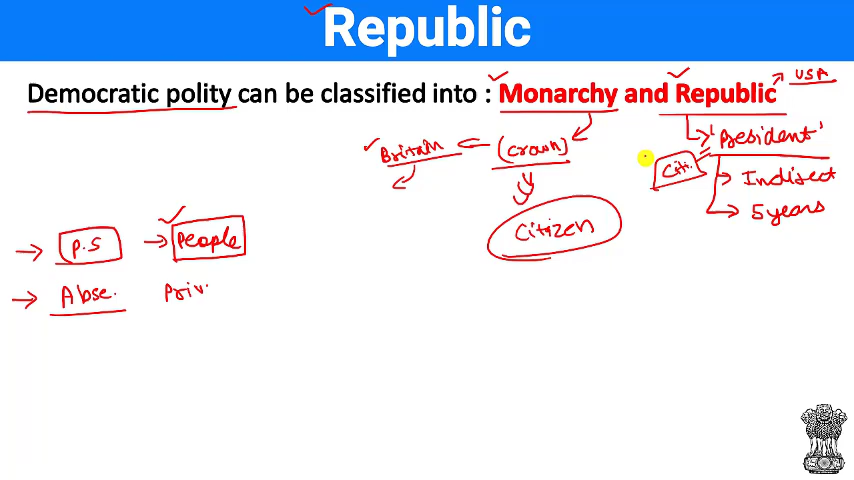 Republic
Democratic polity can be classified into : Monarchy and Republic
USA
Britain
(crown)
'President'
Citi.
Indirect
5 years
Citizen
P.S
People
Abse.
Priv.